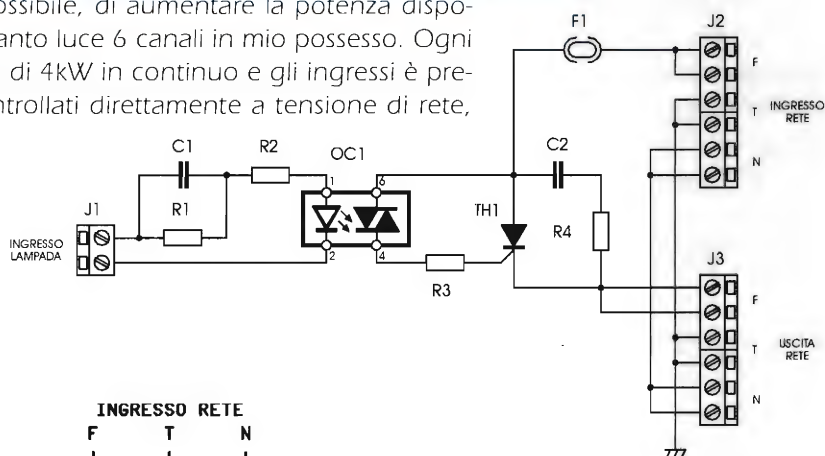 ossibile, di aumentare la potenza dispo-
anto luce 6 canali in mio possesso. Ogni
di 4kW in continuo e gli ingressi è pre-
ntrollati direttamente a tensione di rete,
F1
J2
F
T
N
INGRESSO
RETE
C1
R2
OC1
C2
1
6
J1
R1
TH1
R4
INGRESSO
LAMPADA
2
4
R3
J3
F
T
N
USCITA
RETE
INGRESSO RETE
F T N